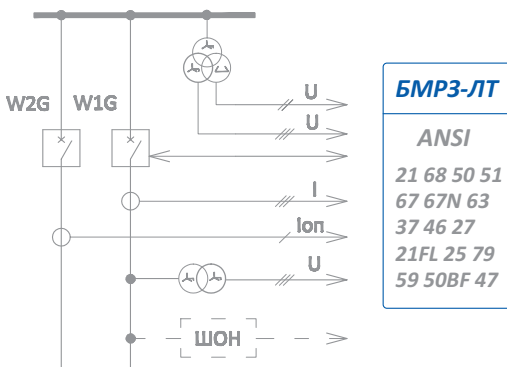 W2G W1G
U
U
I
Iоп
U
ШОН
БМРЗ-ЛТ
ANSI
21 68 50 51
67 67N 63
37 46 27
21FL 25 79
59 50BF 47